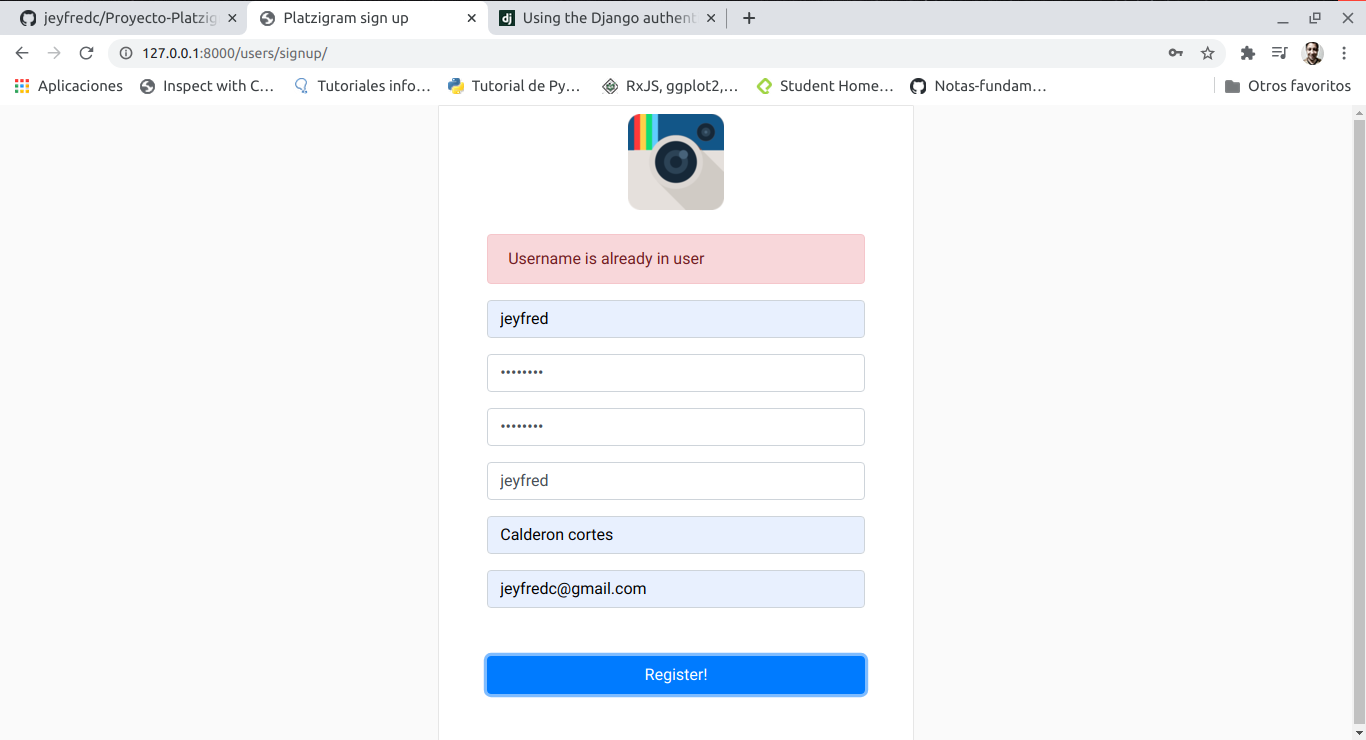 jeyfredc/Proyecto-Platzig
Platzigram sign up
Using the Django authent
127.0.0.1:8000/users/signup/
Aplicaciones
Inspect with C...
Tutoriales info...
Tutorial de Py...
RxJS, ggplot2,...
Student Home...
Notas-fundam...
Otros favoritos
Username is already in user
jeyfred
••••••••
••••••••
jeyfred
Calderon cortes
jeyfredc@gmail.com
Register!